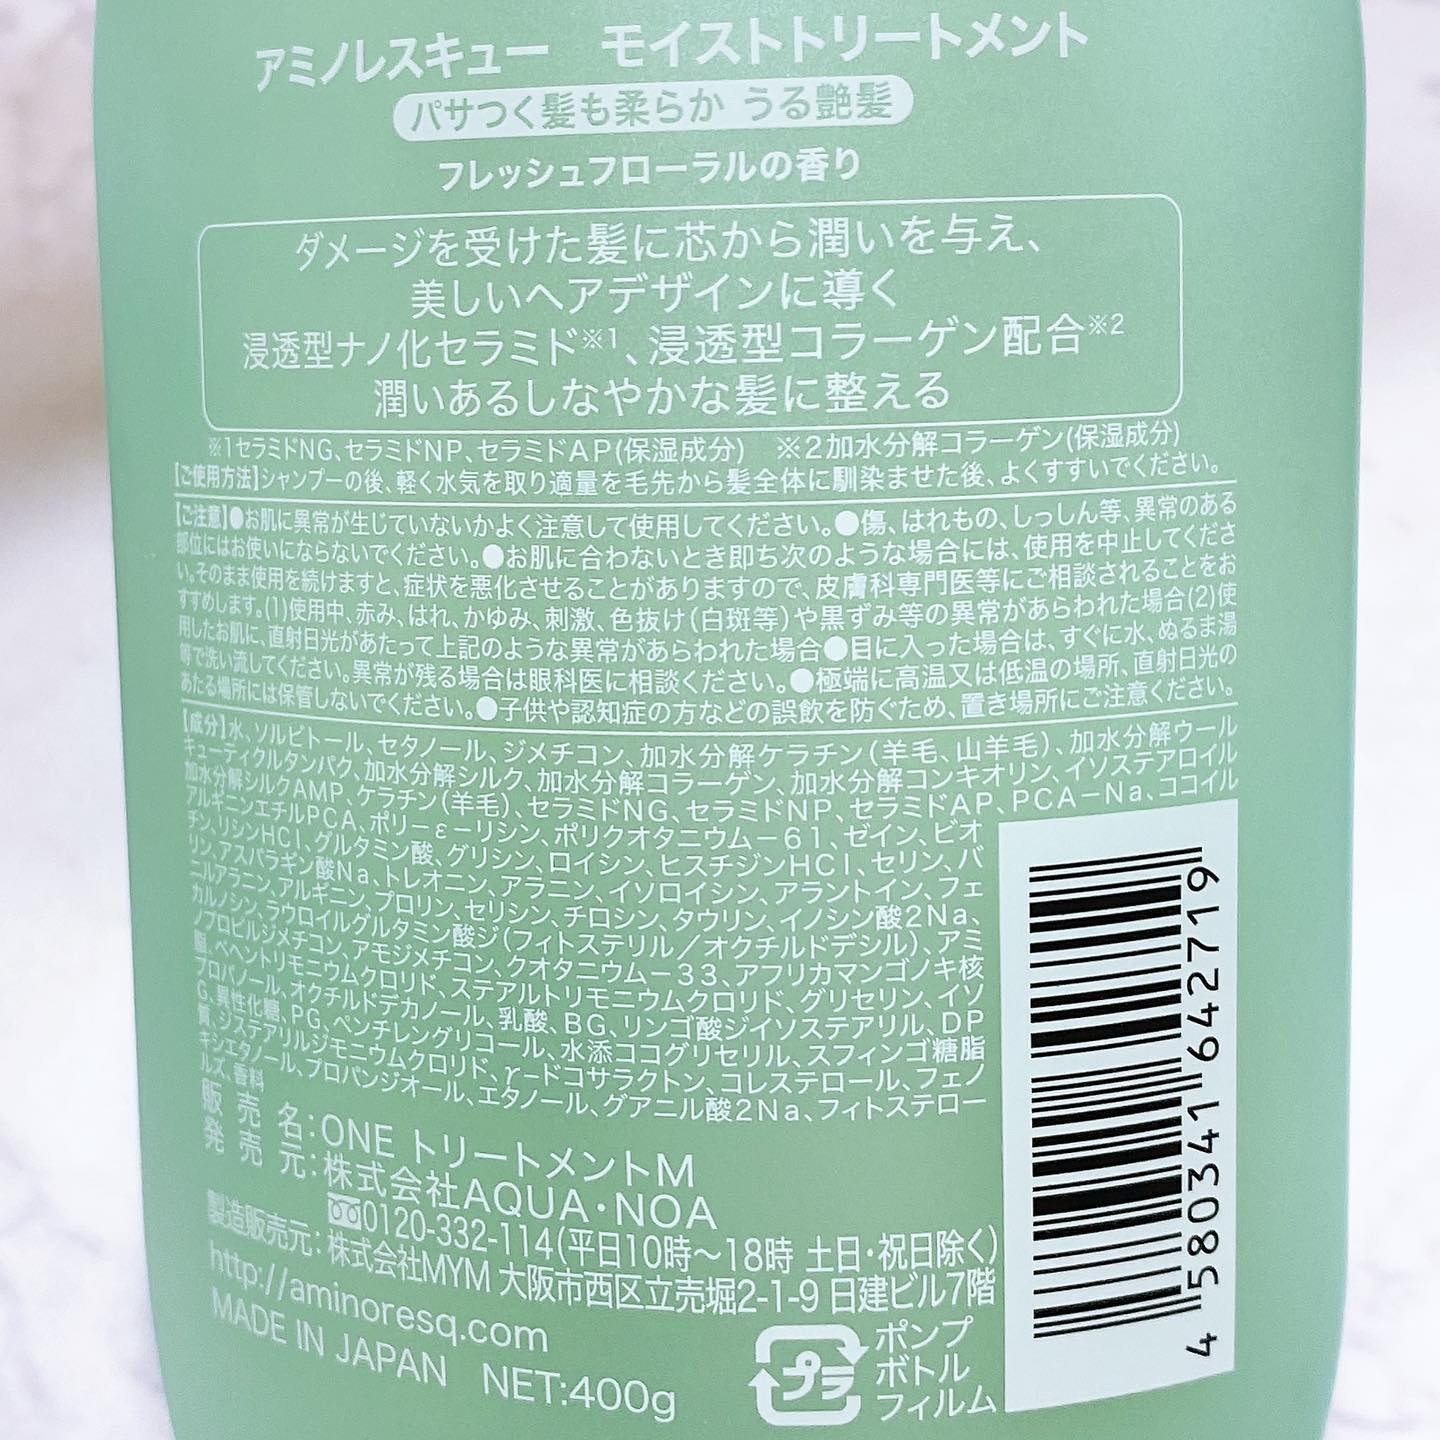 アミノレスキュー　モイストトリートメント
パサつく髪も柔らか うる艶髪
フレッシュフローラルの香り
ダメージを受けた髪に芯から潤いを与え、
美しいヘアデザインに導く
浸透型ナノ化セラミド※1、浸透型コラーゲン配合※2
潤いあるしなやかな髪に整える
※1セラミドNG、セラミドNP、セラミドAP(保湿成分)　※2加水分解コラーゲン(保湿成分)
【ご使用方法】シャンプーの後、軽く水気を取り適量を毛先から髪全体に馴染ませた後、よくすすいでください。
【ご注意】●お肌に異常が生じていないかよく注意して使用してください。●傷、はれもの、しっしん等、異常のある
部位にはお使いにならないでください。●お肌に合わないとき即ち次のような場合には、使用を中止してくださ
い。そのまま使用を続けますと、症状を悪化させることがありますので、皮膚科専門医等にご相談されることをお
すすめします。(1)使用中、赤み、はれ、かゆみ、刺激、色抜け(白斑等)や黒ずみ等の異常があらわれた場合(2)使
用したお肌に、直射日光があたって上記のような異常があらわれた場合●目に入った場合は、すぐに水、ぬるま湯
等で洗い流してください。異常が残る場合は眼科医に相談ください。●極端に高温又は低温の場所、直射日光の
あたる場所には保管しないでください。●子供や認知症の方などの誤飲を防ぐため、置き場所にご注意ください。
【成分】水、ソルビトール、セタノール、ジメチコン、加水分解ケラチン(羊毛、山羊毛)、加水分解ウール
キューティクルタンパク、加水分解シルク、加水分解コラーゲン、加水分解コンキオリン、イソステアロイル
加水分解シルクAMP、ケラチン(羊毛)、セラミドNG、セラミドNP、セラミドAP、PCA－Na、ココイル
アルギニンエチルPCA、ポリ－ε－リシン、ポリクオタニウム－61、ゼイン、ビオ
チン、リシンHCl、グルタミン酸、グリシン、ロイシン、ヒスチジンHCl、セリン、バ
リン、アスパラギン酸Na、トレオニン、アラニン、イソロイシン、アラントイン、フェ
ニルアラニン、アルギニン、プロリン、セリシン、チロシン、タウリン、イノシン酸2Na、
カルノシン、ラウロイルグルタミン酸ジ(フィトステリル／オクチルドデシル)、アミ
ノプロピルジメチコン、アモジメチコン、クオタニウム－33、アフリカマンゴノキ核
脂、ベヘントリモニウムクロリド、ステアルトリモニウムクロリド、グリセリン、イソ
プロパノール、オクチルドデカノール、乳酸、BG、リンゴ酸ジイソステアリル、DP
G、異性化糖、PG、ペンチレングリコール、水添ココグリセリル、スフィンゴ糖脂
質、ジステアリルジモニウムクロリド、γ－ドコサラクトン、コレステロール、フェノ
キシエタノール、プロパンジオール、エタノール、グアニル酸2Na、フィトステロー
ルズ、香料
販売名：ONE トリートメントM
発売元：株式会社AQUA・NOA
0120-332-114(平日10時～18時 土日・祝日除く)
製造販売元：株式会社MYM 大阪市西区立売堀2-1-9 日建ビル7階
http://aminoresq.com
MADE IN JAPAN　NET:400g
プラ
ポンプ
ボトル
フィルム
4 580341 642719